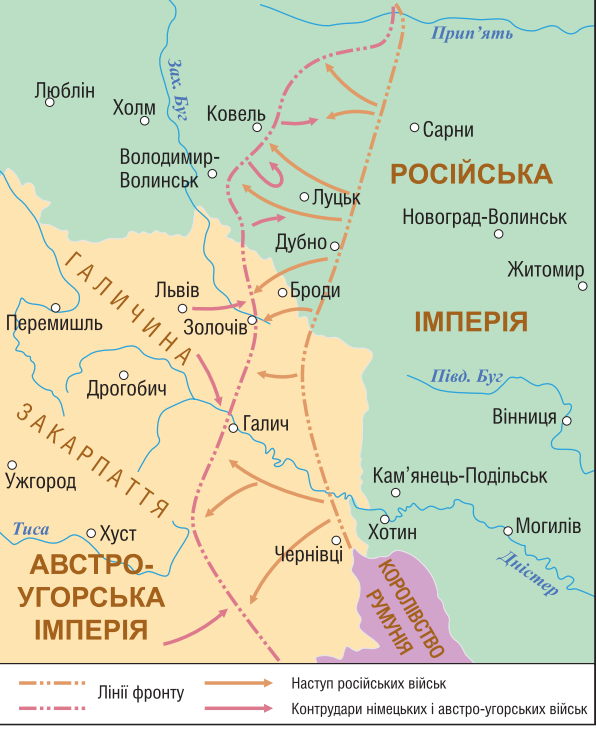 Прип’ять
Зах. Буг
Люблін
Холм
Ковель
Сарни
Володимир-
Волинськ
РОСІЙСЬКА
Луцьк
Новоград-Волинськ
Дубно
Житомир
ГАЛИЧИНА
Львів
Броди
Перемишль
Золочів
ІМПЕРІЯ
Дрогобич
Півд. Буг
ЗАКАРПАТТЯ
Галич
Вінниця
Ужгород
Кам’янець-Подільськ
Тиса
Хуст
Хотин
Могилів
Чернівці
Дністер
АВСТРО-
УГОРСЬКА
ІМПЕРІЯ
КОРОЛІВСТВО
РУМУНІЯ
Лінії фронту
Наступ російських військ
Контрудари німецьких і австро-угорських військ